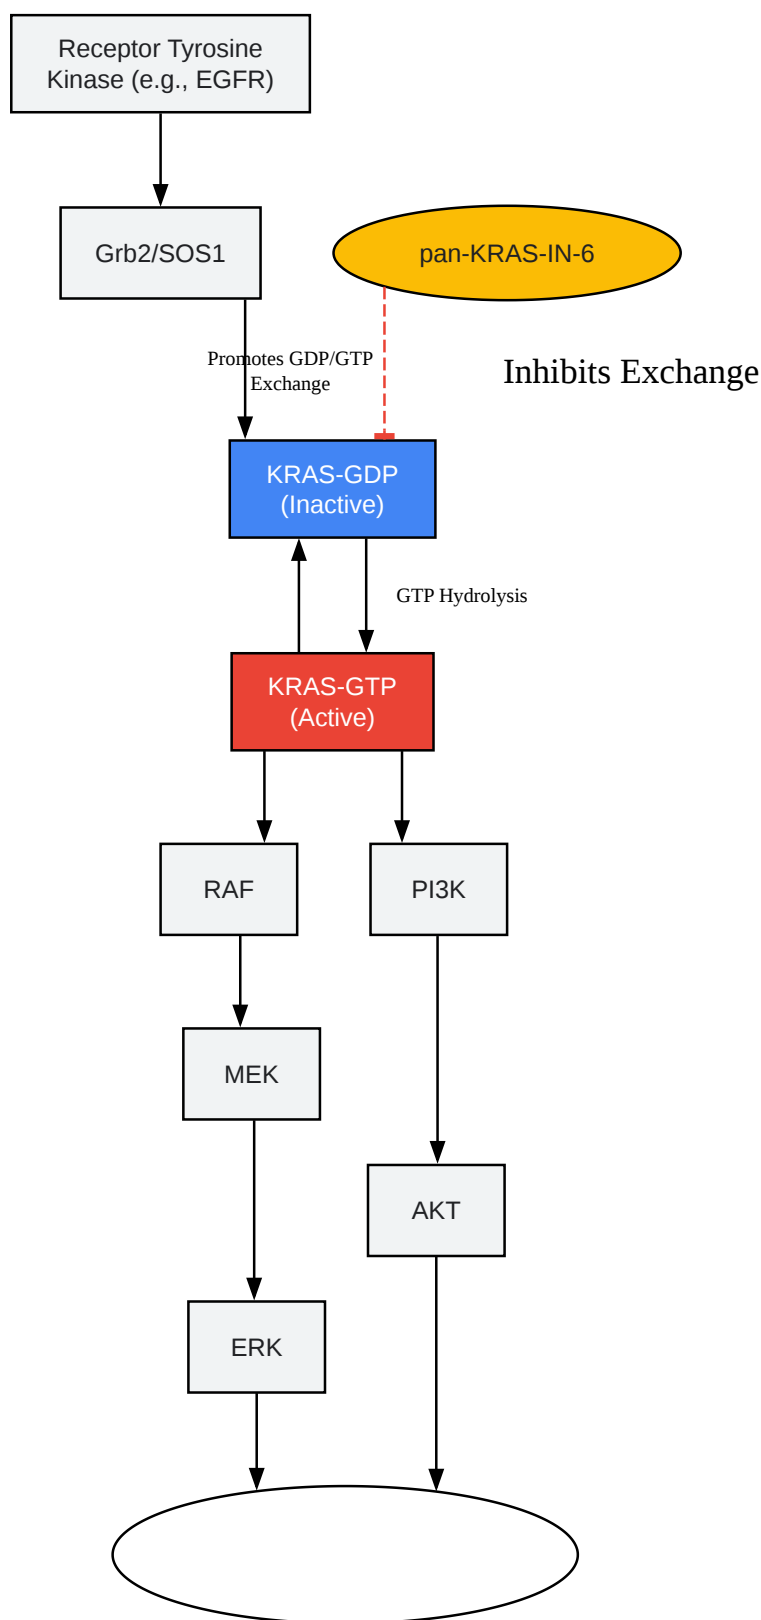 Receptor Tyrosine
Kinase (e.g., EGFR)
Grb2/SOS1
pan-KRAS-IN-6
Promotes GDP/GTP
Exchange
Inhibits Exchange
KRAS-GDP
(Inactive)
GTP Hydrolysis
KRAS-GTP
(Active)
RAF
PI3K
MEK
AKT
ERK